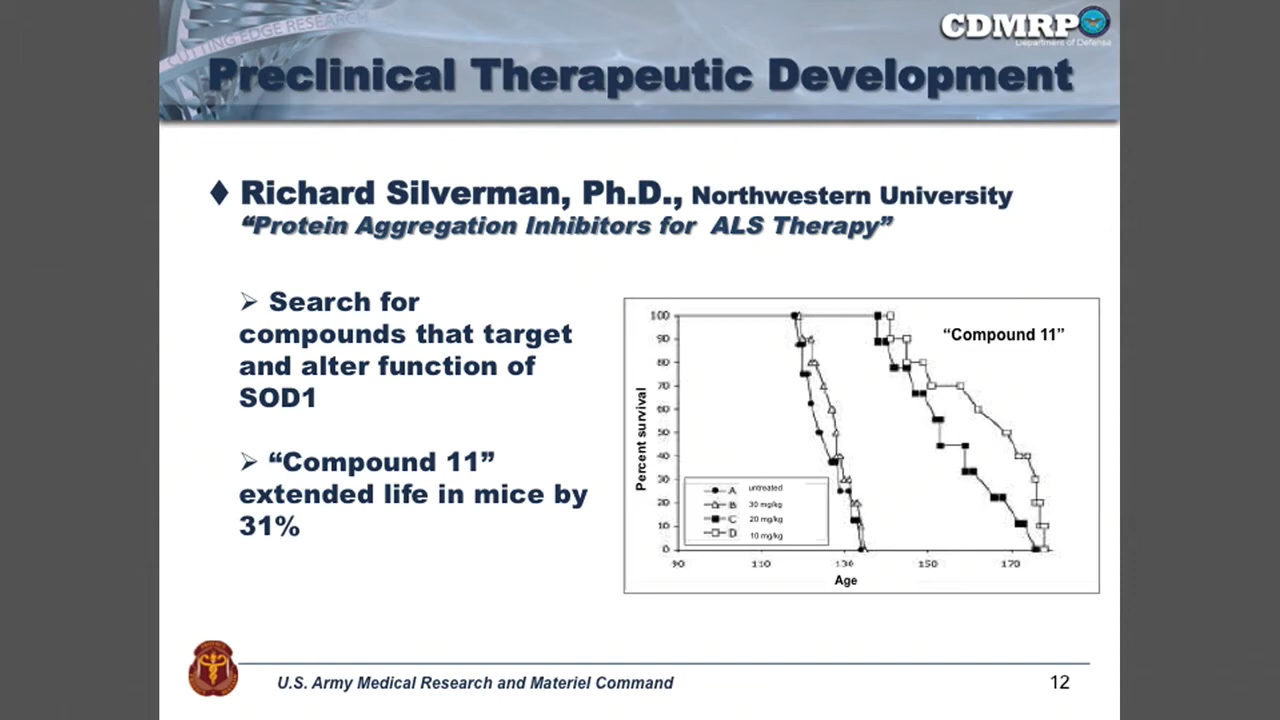 CUTTING EDGE RESEARCH
CDMRP
Department of Defense
Preclinical Therapeutic Development
♦ Richard Silverman, Ph.D., Northwestern University
“Protein Aggregation Inhibitors for ALS Therapy”
➢ Search for
compounds that target
and alter function of
SOD1
➢ “Compound 11”
extended life in mice by
31%
“Compound 11”
Percent survival
100
90
80
70
60
50
40
30
20
10
0
A untreated
B 30 mg/kg
C 20 mg/kg
D 10 mg/kg
90 110 130 150 170
Age
U.S. Army Medical Research and Materiel Command
12